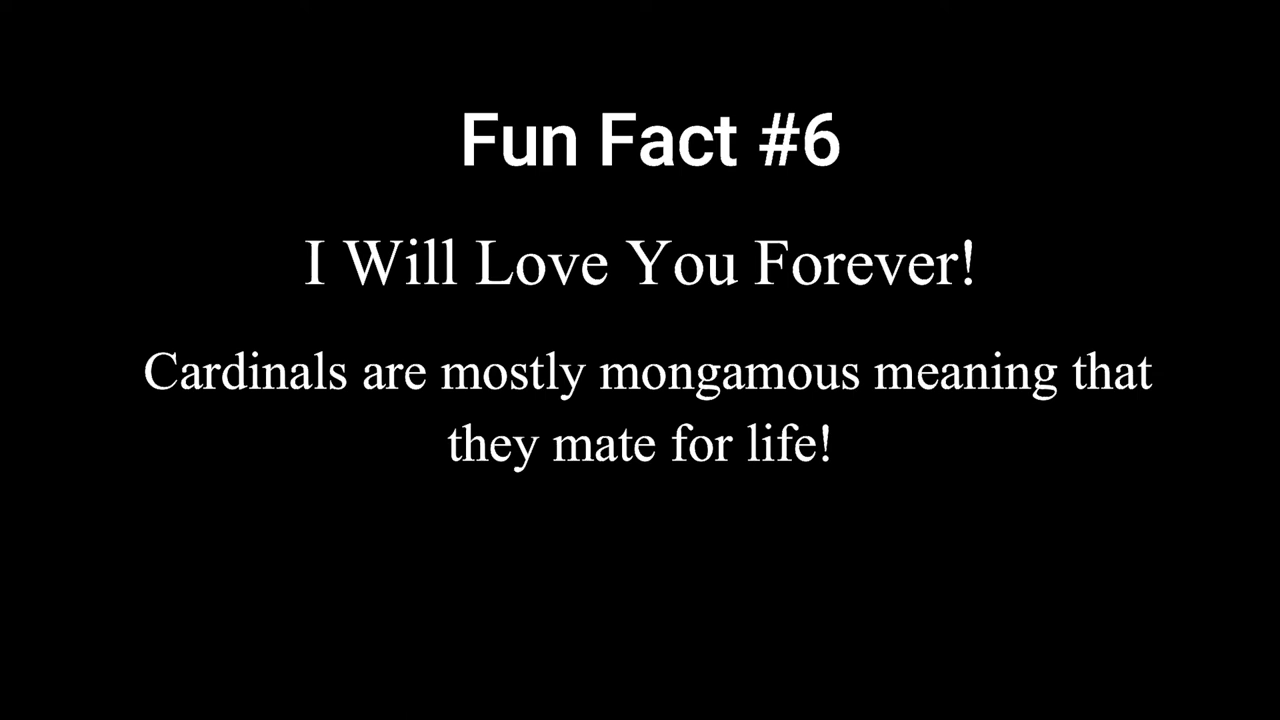 Fun Fact #6
I Will Love You Forever!
Cardinals are mostly mongamous meaning that
they mate for life!